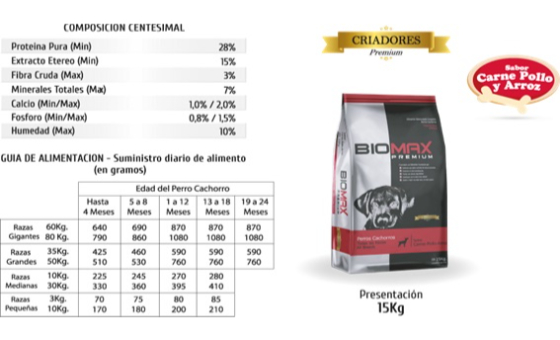 COMPOSICION CENTESIMAL
Proteina Pura (Min) 28%
Extracto Etereo (Min) 15%
Fibra Cruda (Max) 3%
Minerales Totales (Max) 7%
Calcio (Min/Max) 1,0% / 2,0%
Fosforo (Min/Max) 0,8% / 1,5%
Humedad (Max) 10%
GUIA DE ALIMENTACION - Suministro diario de alimento
(en gramos)
Edad del Perro Cachorro
Hasta 4 Meses 5 a 8 Meses 1 a 12 Meses 13 a 18 Meses 19 a 24 Meses
Razas Gigantes 60Kg. 640 690 870 870 870
80 Kg. 790 860 1080 1080 1080
Razas Grandes 35Kg. 425 460 590 590 590
50Kg. 510 530 760 760 760
Razas Medianas 10Kg. 225 245 270 280
30Kg. 330 360 395 410
Razas Pequeñas 3Kg. 70 75 80 85
10Kg. 170 180 200 210
CRIADORES
Premium
Sabor
Carne Pollo
y Arroz
BIOMAX
PREMIUM
BIOMAX
CRIADORES
Perros Cachorros
Presentación
15Kg